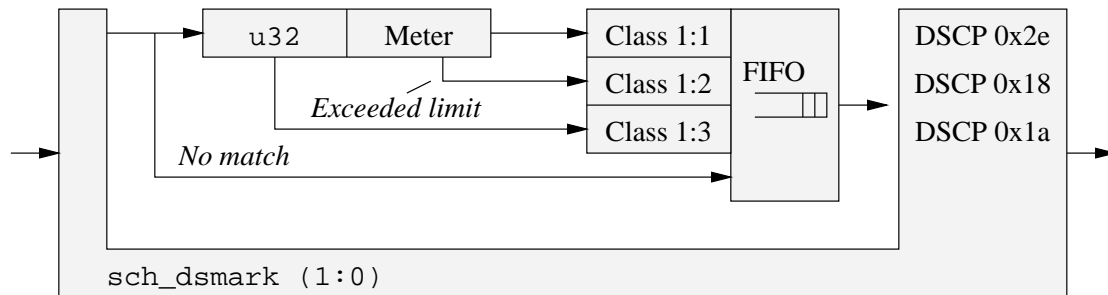 u32 Meter Class 1:1 DSCP 0x2e
FIFO
Class 1:2 DSCP 0x18
Exceeded limit
Class 1:3 DSCP 0x1a
No match
sch_dsmark (1:0)